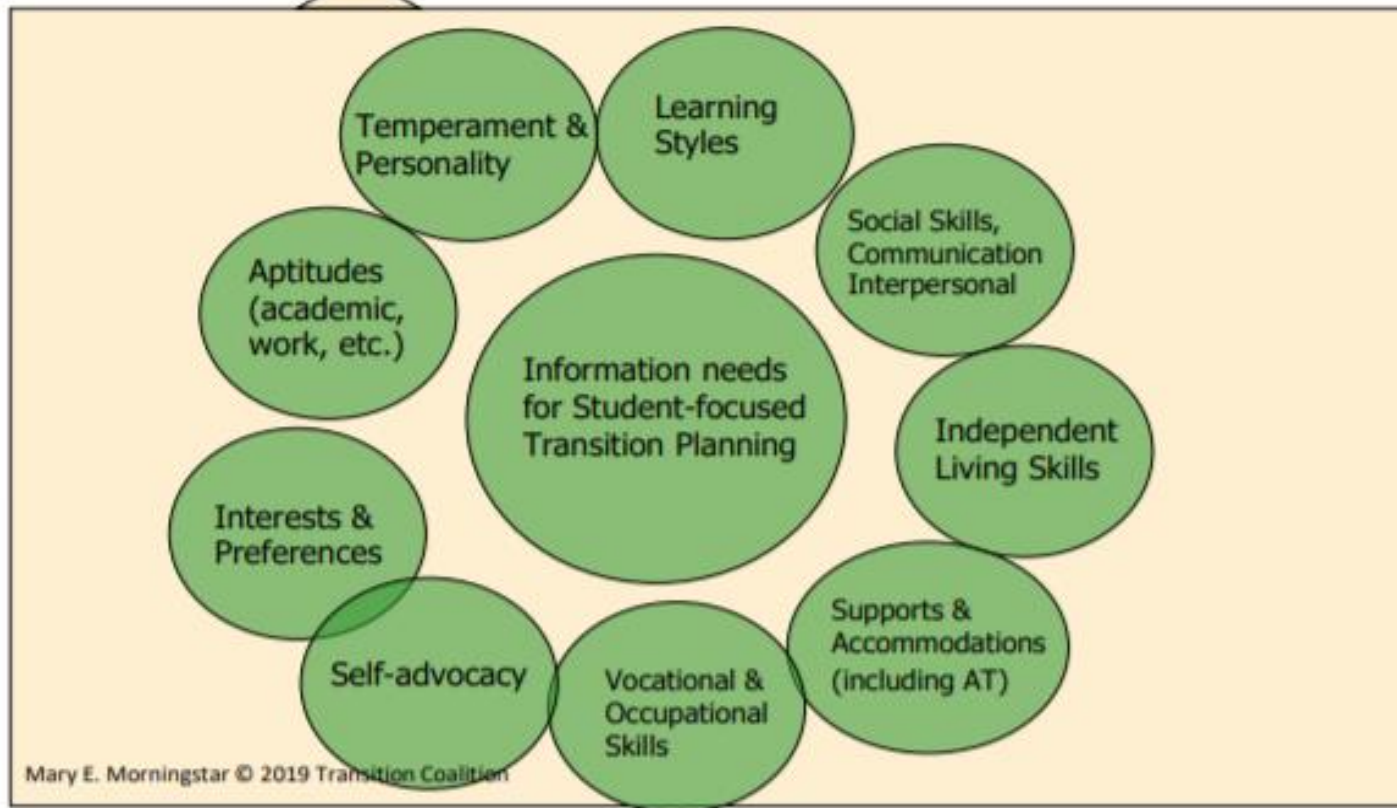 Temperament &
Personality
Learning
Styles
Social Skills,
Communication
Interpersonal
Aptitudes
(academic,
work, etc.)
Information needs
for Student-focused
Transition Planning
Independent
Living Skills
Interests &
Preferences
Supports &
Accommodations
(including AT)
Self-advocacy
Vocational &
Occupational
Skills
Mary E. Morningstar © 2019 Transition Coalition